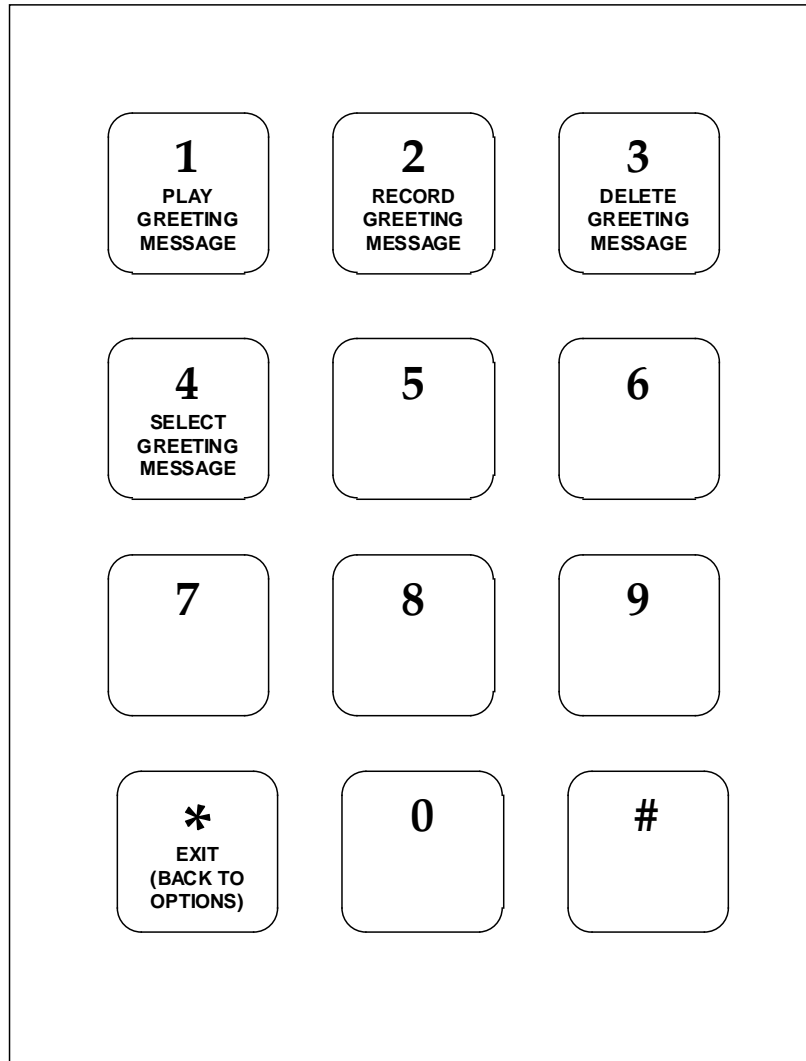 1 2 3
PLAY RECORD DELETE
GREETING GREETING GREETING
MESSAGE MESSAGE MESSAGE
4 5 6
SELECT
GREETING
MESSAGE
7 8 9
* 0 #
EXIT
(BACK TO
OPTIONS)